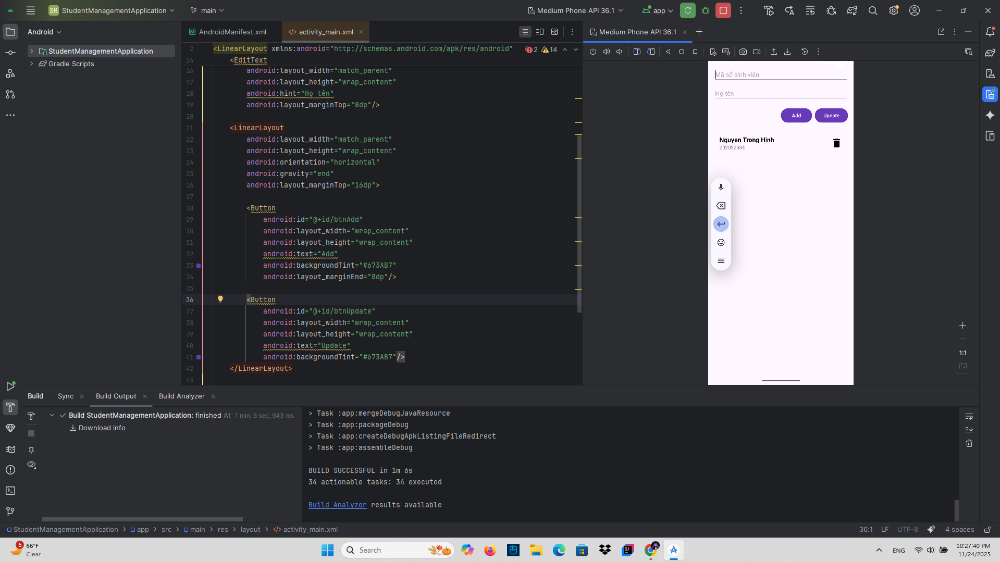 SM StudentManagementApplication main Medium Phone API 36.1 app
Android
AndroidManifest.xml activity_main.xml
Medium Phone API 36.1
StudentManagementApplication
Gradle Scripts
2 <LinearLayout xmlns:android="http://schemas.android.com/apk/res/android" 2 14
14 <EditText
16 android:layout_width="match_parent"
17 android:layout_height="wrap_content"
18 android:hint="Họ tên"
19 android:layout_marginTop="8dp"/>
20
21 <LinearLayout
22 android:layout_width="match_parent"
23 android:layout_height="wrap_content"
24 android:orientation="horizontal"
25 android:gravity="end"
26 android:layout_marginTop="16dp">
27
28 <Button
29 android:id="@+id/btnAdd"
30 android:layout_width="wrap_content"
31 android:layout_height="wrap_content"
32 android:text="Add"
33 android:backgroundTint="#673AB7"
34 android:layout_marginEnd="8dp"/>
35
36 <Button
37 android:id="@+id/btnUpdate"
38 android:layout_width="wrap_content"
39 android:layout_height="wrap_content"
40 android:text="Update"
41 android:backgroundTint="#673AB7"/>
42 </LinearLayout>
43
Mã số sinh viên
Họ tên
Add Update
Nguyen Trong Hinh
202022584
1:1
Build Sync Build Output Build Analyzer
Build StudentManagementApplication: finished At 1 min, 6 sec, 943 ms
Download info
> Task :app:mergeDebugJavaResource
> Task :app:packageDebug
> Task :app:createDebugApkListingFileRedirect
> Task :app:assembleDebug
BUILD SUCCESSFUL in 1m 6s
34 actionable tasks: 34 executed
Build Analyzer results available
StudentManagementApplication > app > src > main > res > layout > activity_main.xml
36:1 LF UTF-8 4 spaces
5
66°F
Clear
Search
ENG
10:27:40 PM
11/24/2025